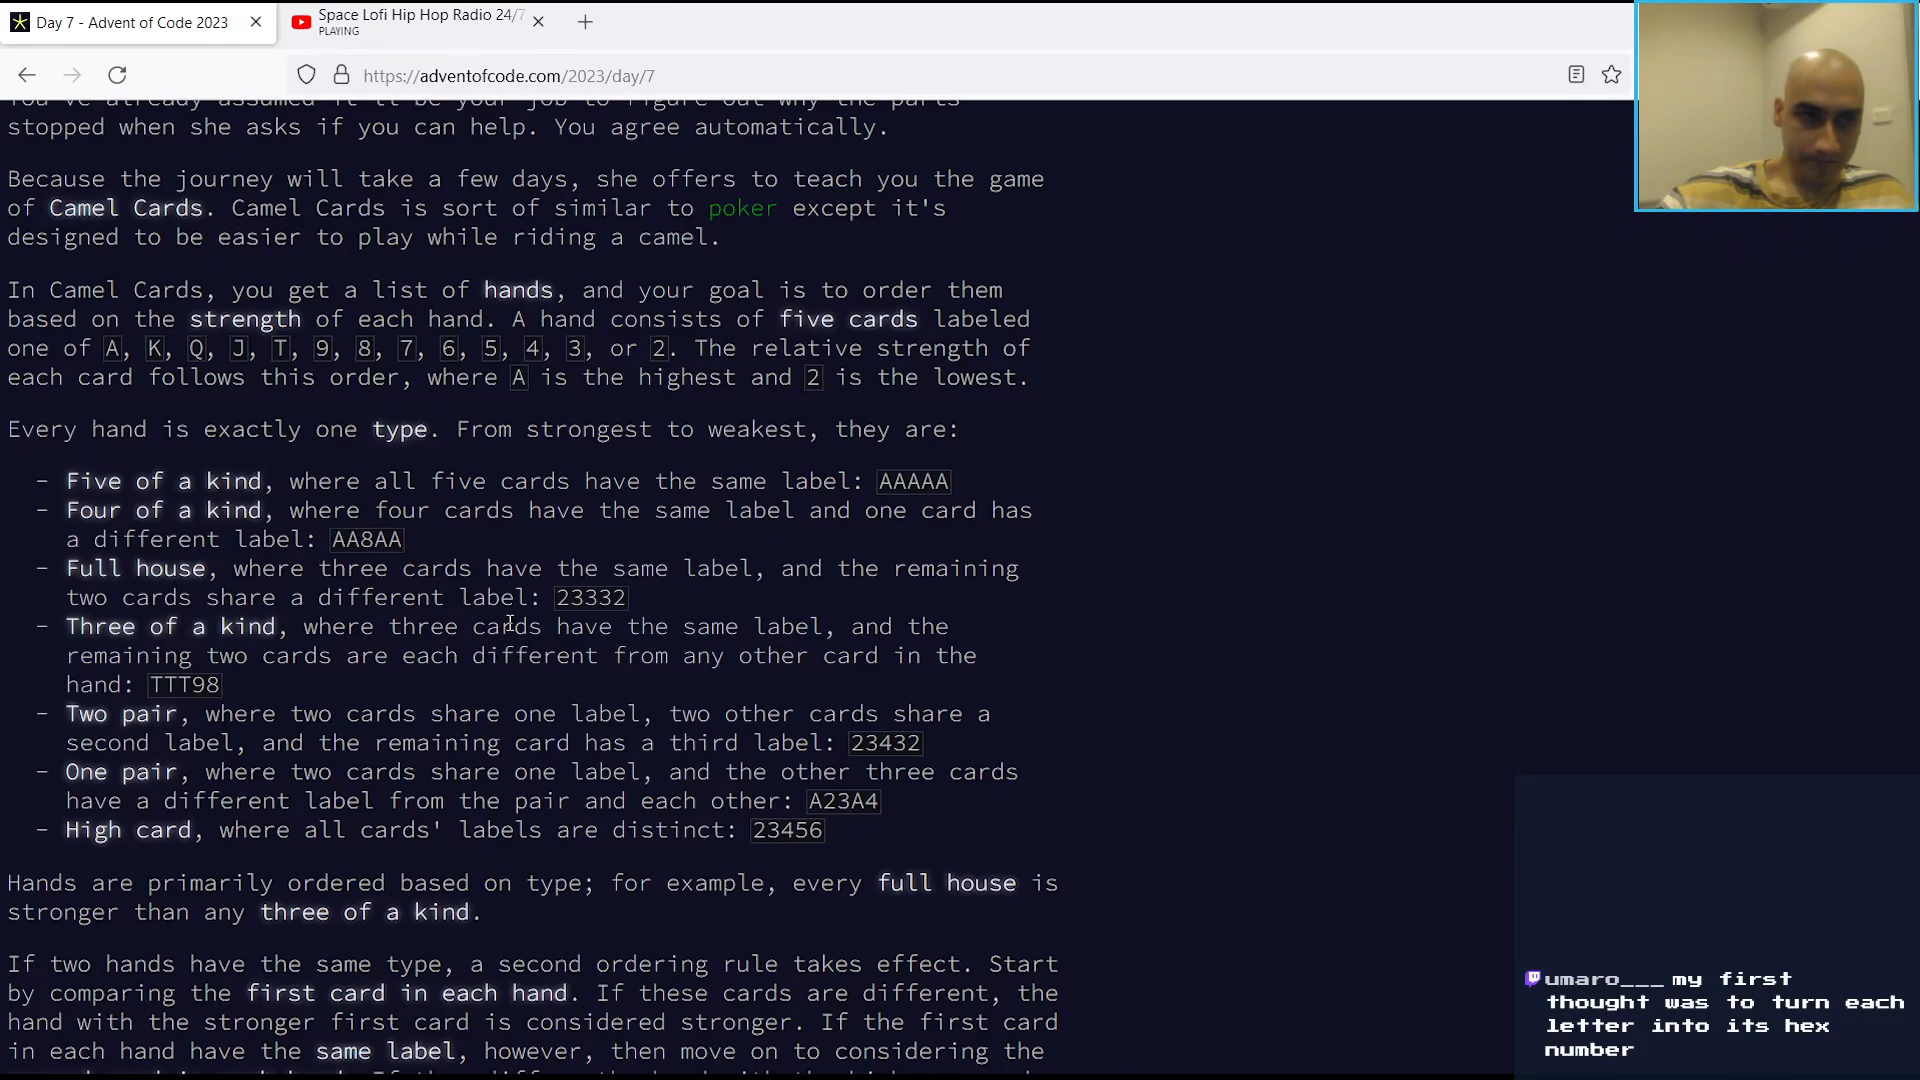 Day 7 - Advent of Code 2023
Space Lofi Hip Hop Radio 24/7
PLAYING
https://adventofcode.com/2023/day/7
You've already assumed it'll be your job to figure out why the parts
stopped when she asks if you can help. You agree automatically.
Because the journey will take a few days, she offers to teach you the game
of Camel Cards. Camel Cards is sort of similar to poker except it's
designed to be easier to play while riding a camel.
In Camel Cards, you get a list of hands, and your goal is to order them
based on the strength of each hand. A hand consists of five cards labeled
one of A, K, Q, J, T, 9, 8, 7, 6, 5, 4, 3, or 2. The relative strength of
each card follows this order, where A is the highest and 2 is the lowest.
Every hand is exactly one type. From strongest to weakest, they are:
- Five of a kind, where all five cards have the same label: AAAAA
- Four of a kind, where four cards have the same label and one card has
a different label: AA8AA
- Full house, where three cards have the same label, and the remaining
two cards share a different label: 23332
- Three of a kind, where three cards have the same label, and the
remaining two cards are each different from any other card in the
hand: TTT98
- Two pair, where two cards share one label, two other cards share a
second label, and the remaining card has a third label: 23432
- One pair, where two cards share one label, and the other three cards
have a different label from the pair and each other: A23A4
- High card, where all cards' labels are distinct: 23456
Hands are primarily ordered based on type; for example, every full house is
stronger than any three of a kind.
If two hands have the same type, a second ordering rule takes effect. Start
by comparing the first card in each hand. If these cards are different, the
hand with the stronger first card is considered stronger. If the first card
in each hand have the same label, however, then move on to considering the
umaro___ my first
thought was to turn each
letter into its hex
number